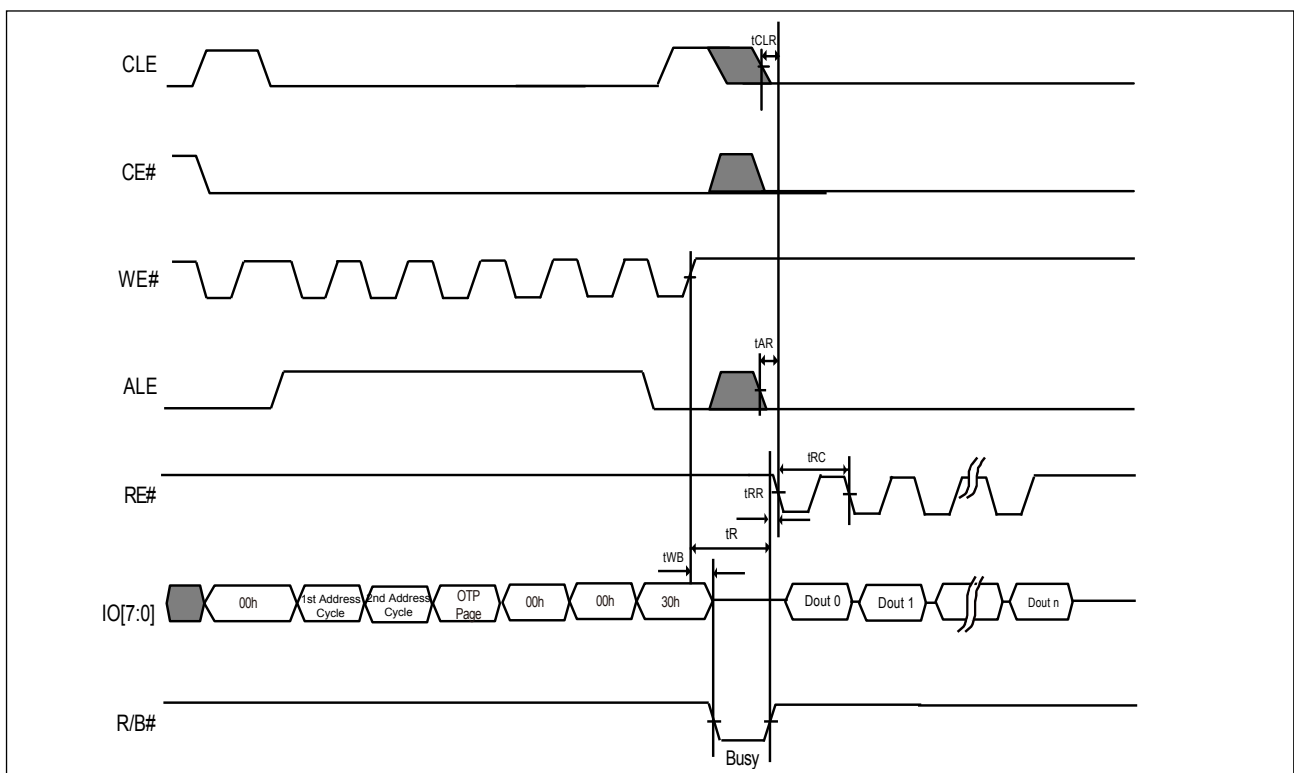 tCLR
CLE
CE#
WE#
tAR
ALE
tRC
RE#
tRR
tR
tWB
IO[7:0]
00h
1st Address
Cycle
2nd Address
Cycle
OTP
Page
00h
00h
30h
Dout 0
Dout 1
Dout n
R/B#
Busy